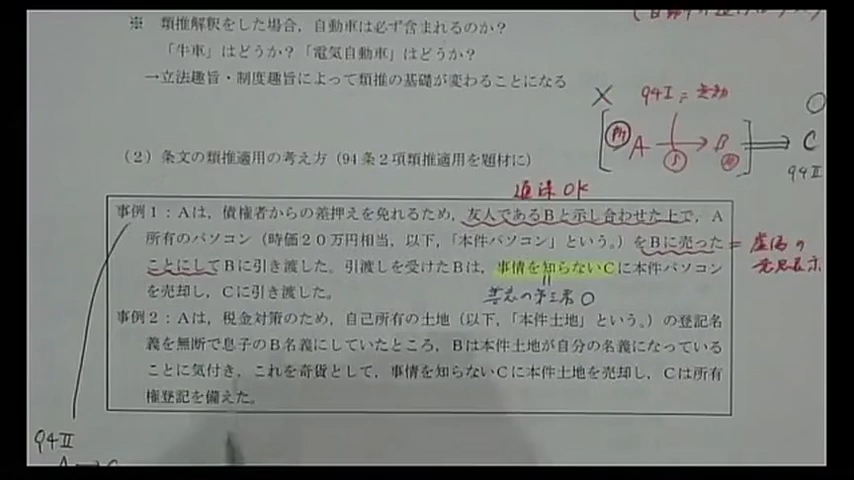 ※ 類推解釈をした場合，自動車は必ず含まれるのか？
「牛車」はどうか？「電気自動車」はどうか？
→立法趣旨・制度趣旨によって類推の基礎が変わることになる
× 94Ⅰ：無効 ○
A → B ⇒ C
94Ⅱ
（2）条文の類推適用の考え方（94条2項類推適用を題材に）
直接OK
事例1：Aは，債権者からの差押えを免れるため，友人であるBと示し合わせた上で，A
所有のパソコン（時価20万円相当，以下，「本件パソコン」という。）をBに売った
= 虚偽の
意思表示
ことにしてBに引き渡した。引渡しを受けたBは，事情を知らないCに本件パソコン
を売却し，Cに引き渡した。
善意の第三者○
事例2：Aは，税金対策のため，自己所有の土地（以下，「本件土地」という。）の登記名
義を無断で息子のB名義にしていたところ，Bは本件土地が自分の名義になっている
ことに気付き，これを奇貨として，事情を知らないCに本件土地を売却し，Cは所有
権登記を備えた。
94Ⅱ